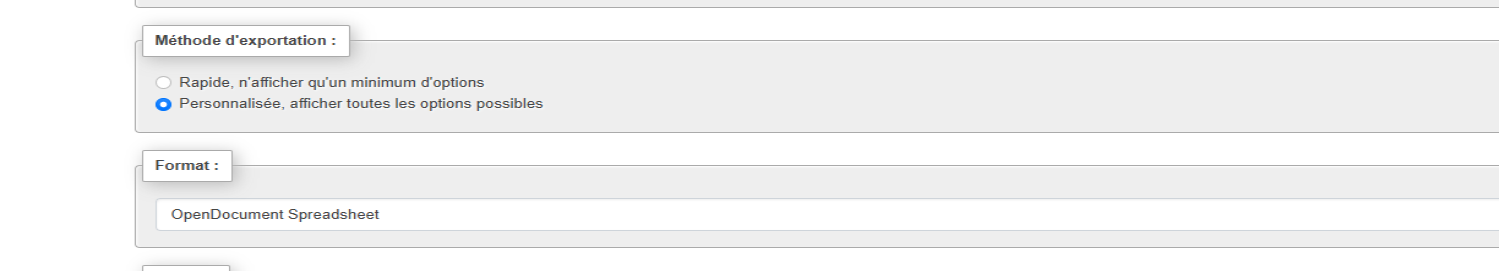 Méthode d'exportation :
Rapide, n'afficher qu'un minimum d'options
Personnalisée, afficher toutes les options possibles
Format :
OpenDocument Spreadsheet